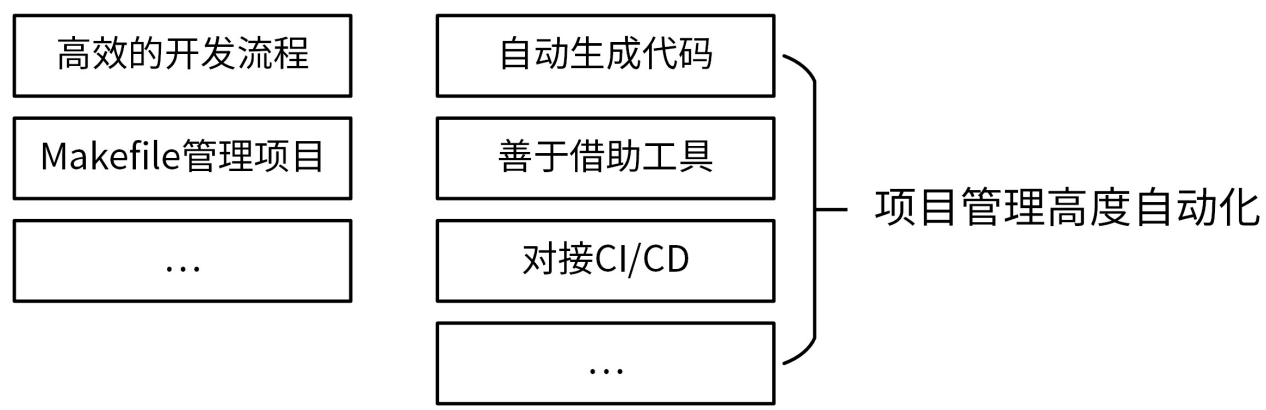 高效的开发流程
Makefile管理项目
…
自动生成代码
善于借助工具
对接CI/CD
…
项目管理高度自动化